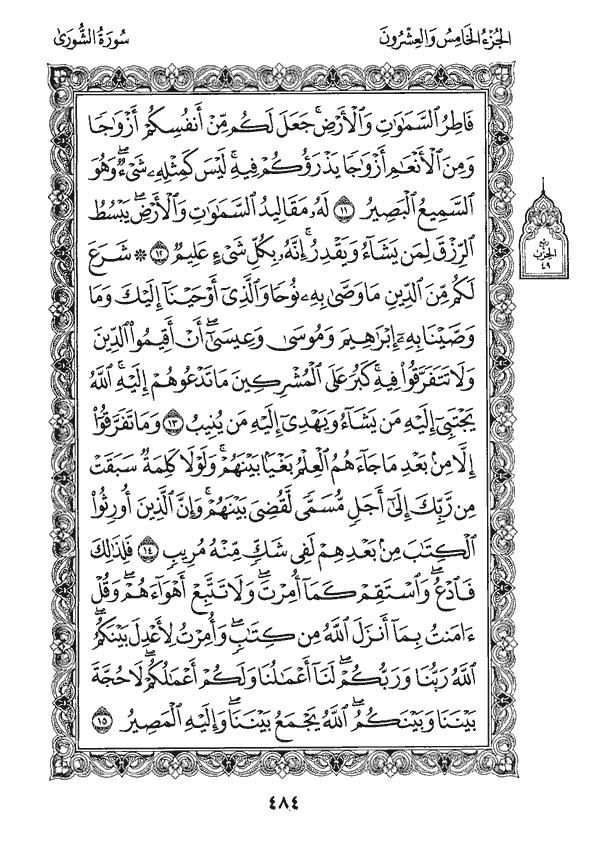 الجُزْءُ الخَامِسُ وَالعِشْرُونَ
سُورَةُ الشُّورَىٰ
فَاطِرُ ٱلسَّمَٰوَٰتِ وَٱلْأَرْضِۚ جَعَلَ لَكُم مِّنْ أَنفُسِكُمْ أَزْوَٰجًا
وَمِنَ ٱلْأَنْعَٰمِ أَزْوَٰجًا يَذْرَؤُكُمْ فِيهِۚ لَيْسَ كَمِثْلِهِۦ شَىْءٌۖ وَهُوَ
ٱلسَّمِيعُ ٱلْبَصِيرُ ١١ لَهُۥ مَقَالِيدُ ٱلسَّمَٰوَٰتِ وَٱلْأَرْضِۖ يَبْسُطُ
ٱلرِّزْقَ لِمَن يَشَآءُ وَيَقْدِرُۚ إِنَّهُۥ بِكُلِّ شَىْءٍ عَلِيمٌ ١٢ ۞ شَرَعَ
لَكُم مِّنَ ٱلدِّينِ مَا وَصَّىٰ بِهِۦ نُوحًا وَٱلَّذِىٓ أَوْحَيْنَآ إِلَيْكَ وَمَا
وَصَّيْنَا بِهِۦٓ إِبْرَٰهِيمَ وَمُوسَىٰ وَعِيسَىٰٓۖ أَنْ أَقِيمُوا۟ ٱلدِّينَ
وَلَا تَتَفَرَّقُوا۟ فِيهِۚ كَبُرَ عَلَى ٱلْمُشْرِكِينَ مَا تَدْعُوهُمْ إِلَيْهِۚ ٱللَّهُ
يَجْتَبِىٓ إِلَيْهِ مَن يَشَآءُ وَيَهْدِىٓ إِلَيْهِ مَن يُنِيبُ ١٣ وَمَا تَفَرَّقُوٓا۟
إِلَّا مِنۢ بَعْدِ مَا جَآءَهُمُ ٱلْعِلْمُ بَغْيًۢا بَيْنَهُمْۚ وَلَوْلَا كَلِمَةٌ سَبَقَتْ
مِن رَّبِّكَ إِلَىٰٓ أَجَلٍ مُّسَمًّى لَّقُضِىَ بَيْنَهُمْۚ وَإِنَّ ٱلَّذِينَ أُورِثُوا۟
ٱلْكِتَٰبَ مِنۢ بَعْدِهِمْ لَفِى شَكٍّ مِّنْهُ مُرِيبٍ ١٤ فَلِذَٰلِكَ
فَٱدْعُۖ وَٱسْتَقِمْ كَمَآ أُمِرْتَۖ وَلَا تَتَّبِعْ أَهْوَآءَهُمْۖ وَقُلْ
ءَامَنتُ بِمَآ أَنزَلَ ٱللَّهُ مِن كِتَٰبٍۖ وَأُمِرْتُ لِأَعْدِلَ بَيْنَكُمُۖ
ٱللَّهُ رَبُّنَا وَرَبُّكُمْۖ لَنَآ أَعْمَٰلُنَا وَلَكُمْ أَعْمَٰلُكُمْۖ لَا حُجَّةَ
بَيْنَنَا وَبَيْنَكُمُۖ ٱللَّهُ يَجْمَعُ بَيْنَنَاۖ وَإِلَيْهِ ٱلْمَصِيرُ ١٥
ربع
الحزب
٤٩
٤٨٤